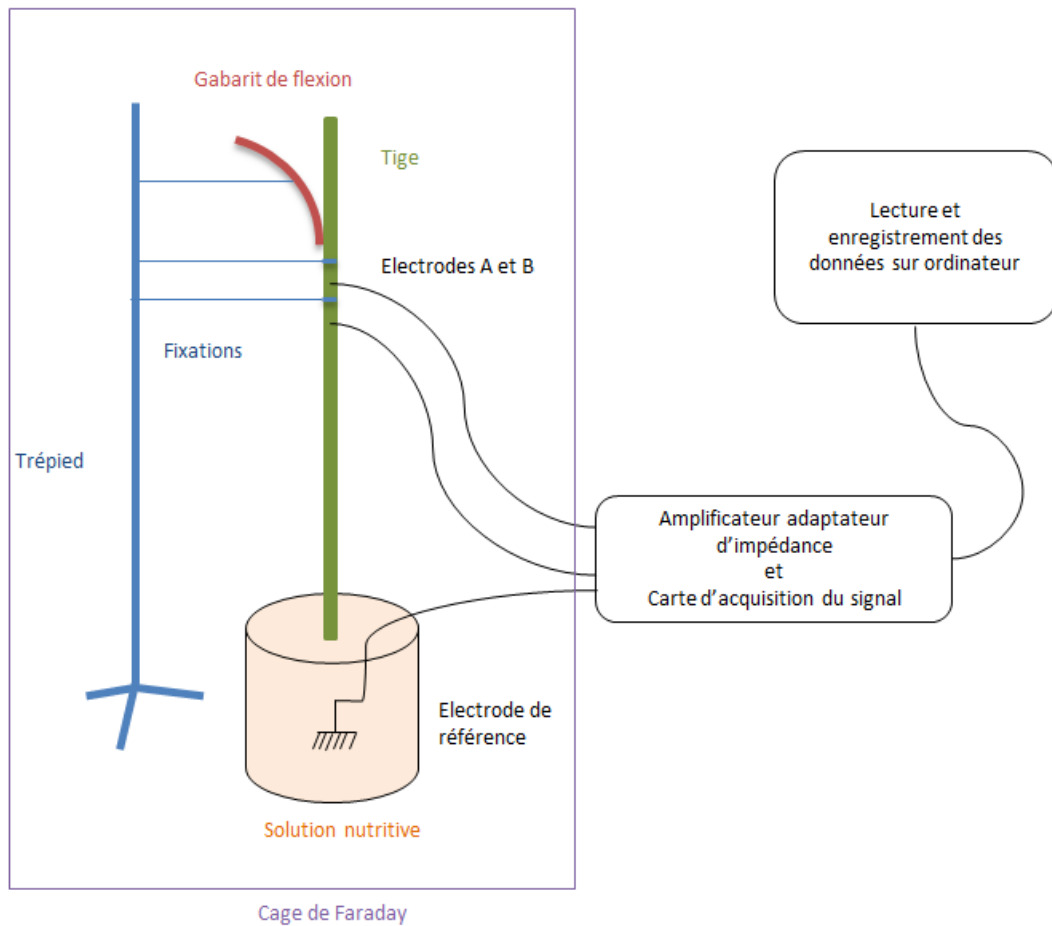 Gabarit de flexion
Tige
Electrodes A et B
Fixations
Trépied
Lecture et
enregistrement des
données sur ordinateur
Amplificateur adaptateur
d'impédance
et
Carte d'acquisition du signal
Electrode de
référence
Solution nutritive
Cage de Faraday